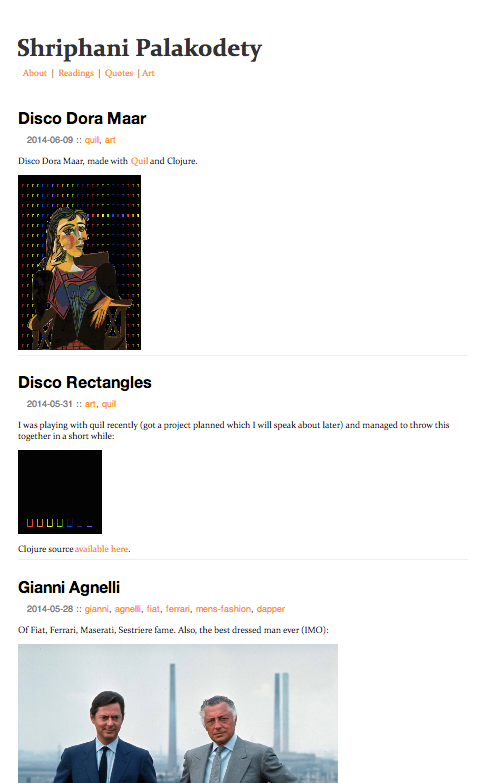 Shriphani Palakodety
About | Readings | Quotes | Art
Disco Dora Maar
2014-06-09 :: quil, art
Disco Dora Maar, made with Quil and Clojure.
Disco Rectangles
2014-05-31 :: art, quil
I was playing with quil recently (got a project planned which I will speak about later) and managed to throw this
together in a short while:
Clojure source available here.
Gianni Agnelli
2014-05-28 :: gianni, agnelli, fiat, ferrari, mens-fashion, dapper
Of Fiat, Ferrari, Maserati, Sestriere fame. Also, the best dressed man ever (IMO):